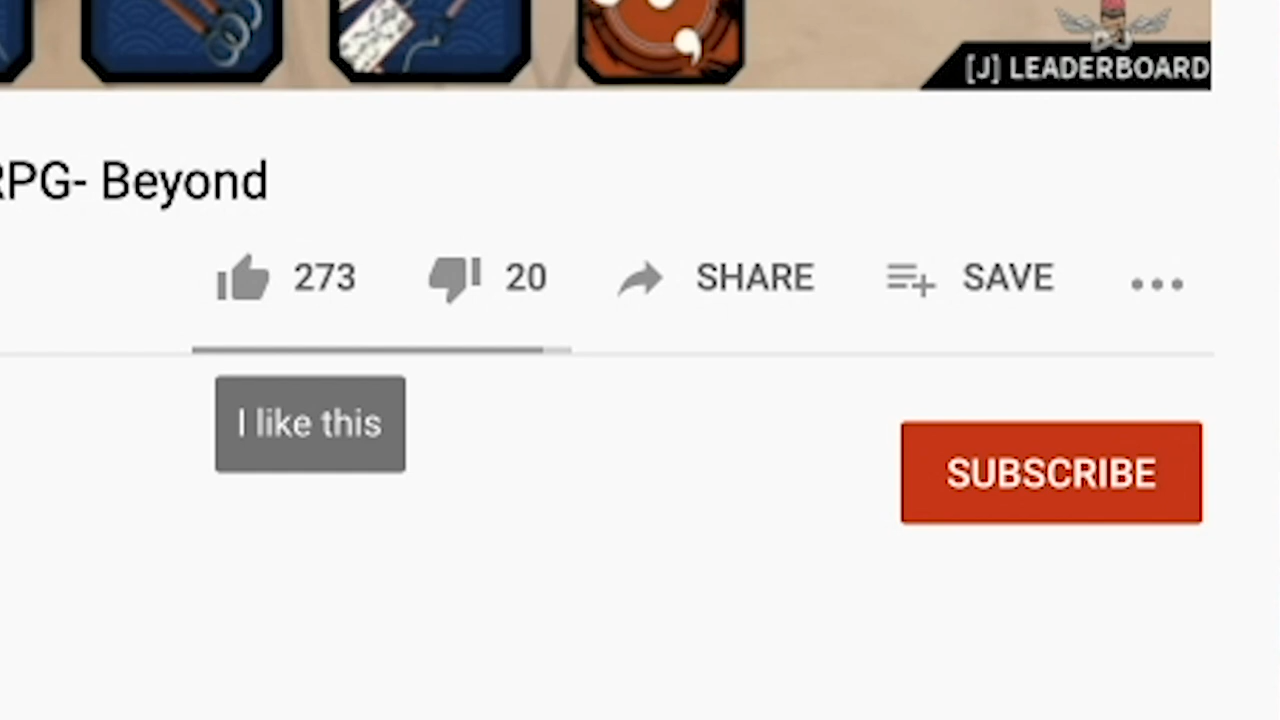 [J] LEADERBOARD
RPG- Beyond
273 20 SHARE SAVE
I like this
SUBSCRIBE